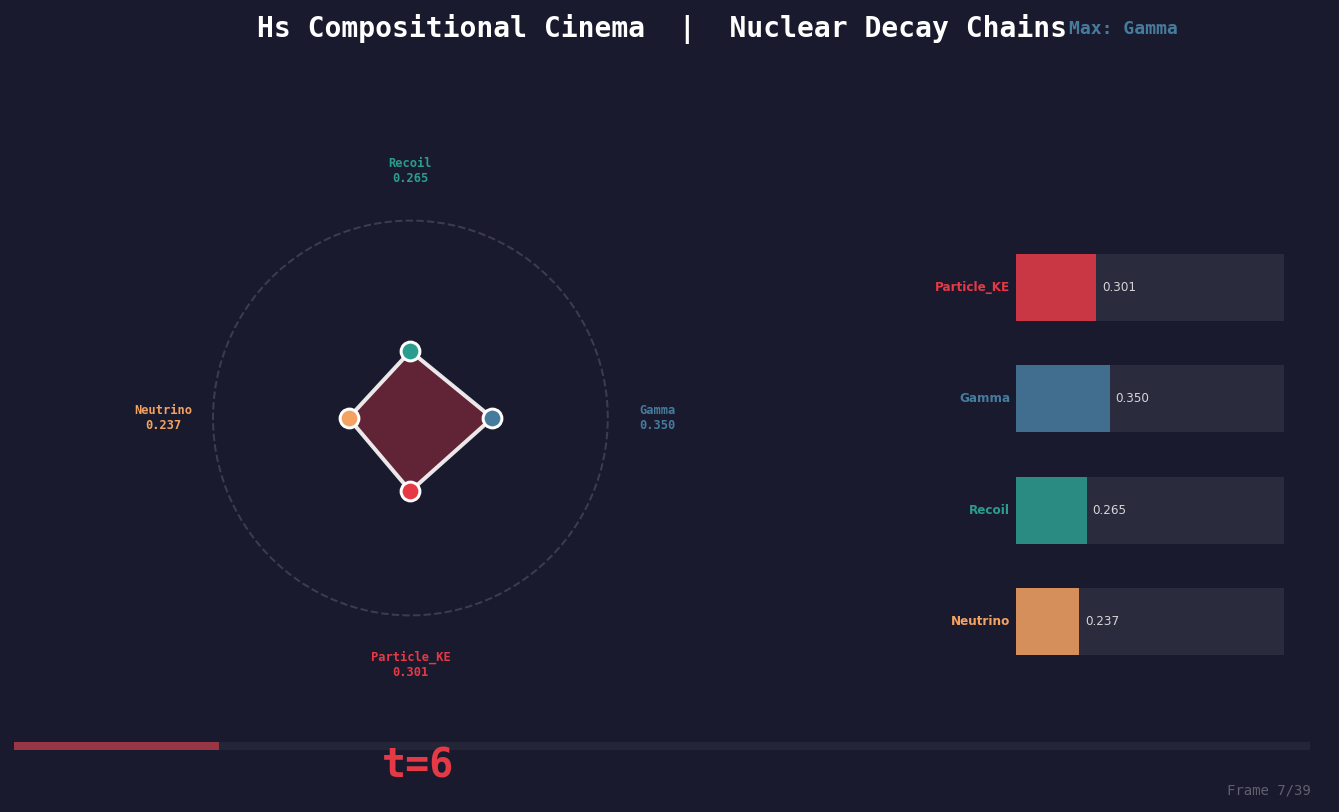 Hs Compositional Cinema | Nuclear Decay Chains
Max: Gamma
Recoil
0.265
Neutrino
0.237
Gamma
0.350
Particle_KE
0.301
Particle_KE
0.301
Gamma
0.350
Recoil
0.265
Neutrino
0.237
t=6
Frame 7/39